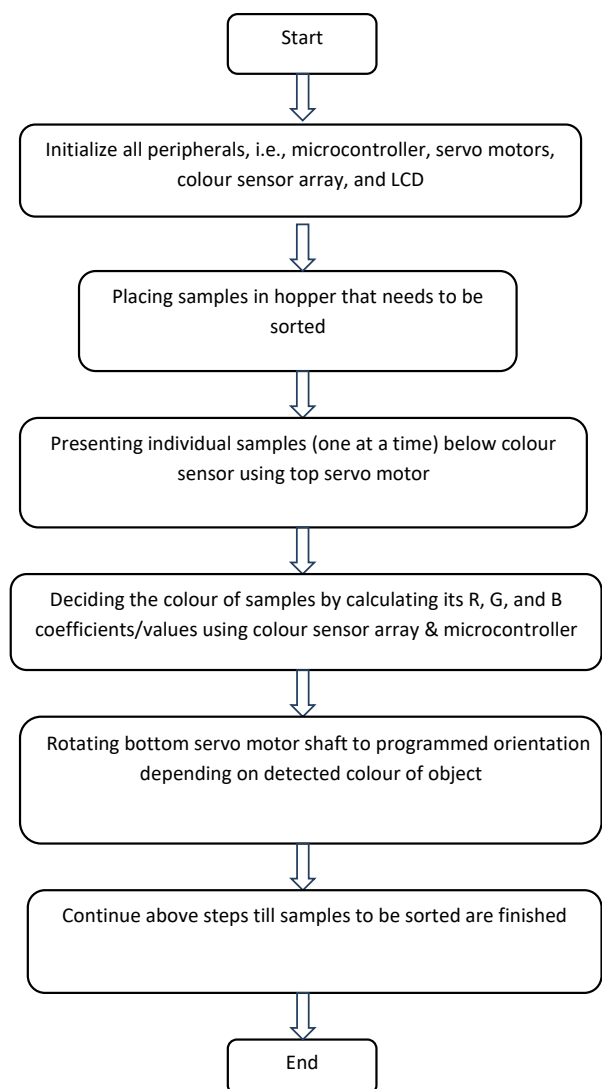 Start
Initialize all peripherals, i.e., microcontroller, servo motors,
colour sensor array, and LCD
Placing samples in hopper that needs to be
sorted
Presenting individual samples (one at a time) below colour
sensor using top servo motor
Deciding the colour of samples by calculating its R, G, and B
coefficients/values using colour sensor array & microcontroller
Rotating bottom servo motor shaft to programmed orientation
depending on detected colour of object
Continue above steps till samples to be sorted are finished
End